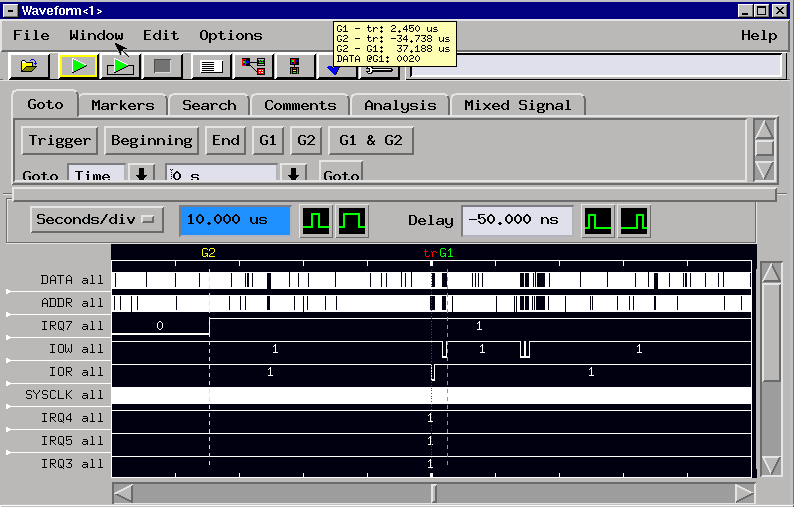 Waveform<1>
File Window Edit Options Help
G1 - tr: 2.450 us
G2 - tr: -34.738 us
G2 - G1: 37.188 us
DATA @G1: 0020
Goto Markers Search Comments Analysis Mixed Signal
Trigger Beginning End G1 G2 G1 & G2
Goto Time 0 s Goto
Seconds/div 10.000 us Delay -50.000 ns
G2 tr G1
DATA all
ADDR all
IRQ7 all 0 1
IOW all 1 1 1
IOR all 1 1
SYSCLK all
IRQ4 all 1
IRQ5 all 1
IRQ3 all 1